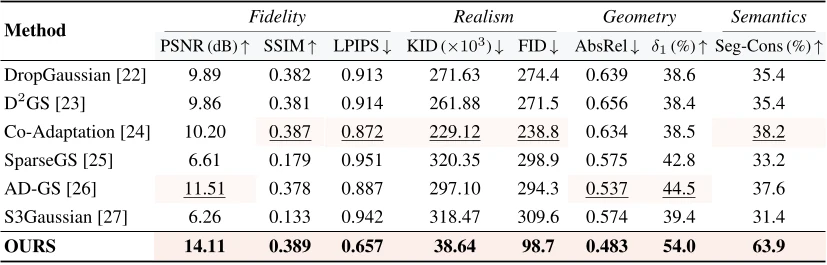 Method Fidelity Realism Geometry Semantics
PSNR (dB)↑ SSIM↑ LPIPS↓ KID (×10³)↓ FID↓ AbsRel↓ δ₁ (%)↑ Seg-Cons (%)↑
DropGaussian [22] 9.89 0.382 0.913 271.63 274.4 0.639 38.6 35.4
D²GS [23] 9.86 0.381 0.914 261.88 271.5 0.656 38.4 35.4
Co-Adaptation [24] 10.20 0.387 0.872 229.12 238.8 0.634 38.5 38.2
SparseGS [25] 6.61 0.179 0.951 320.35 298.9 0.575 42.8 33.2
AD-GS [26] 11.51 0.378 0.887 297.10 294.3 0.537 44.5 37.6
S3Gaussian [27] 6.26 0.133 0.942 318.47 309.6 0.574 39.4 31.4
OURS 14.11 0.389 0.657 38.64 98.7 0.483 54.0 63.9